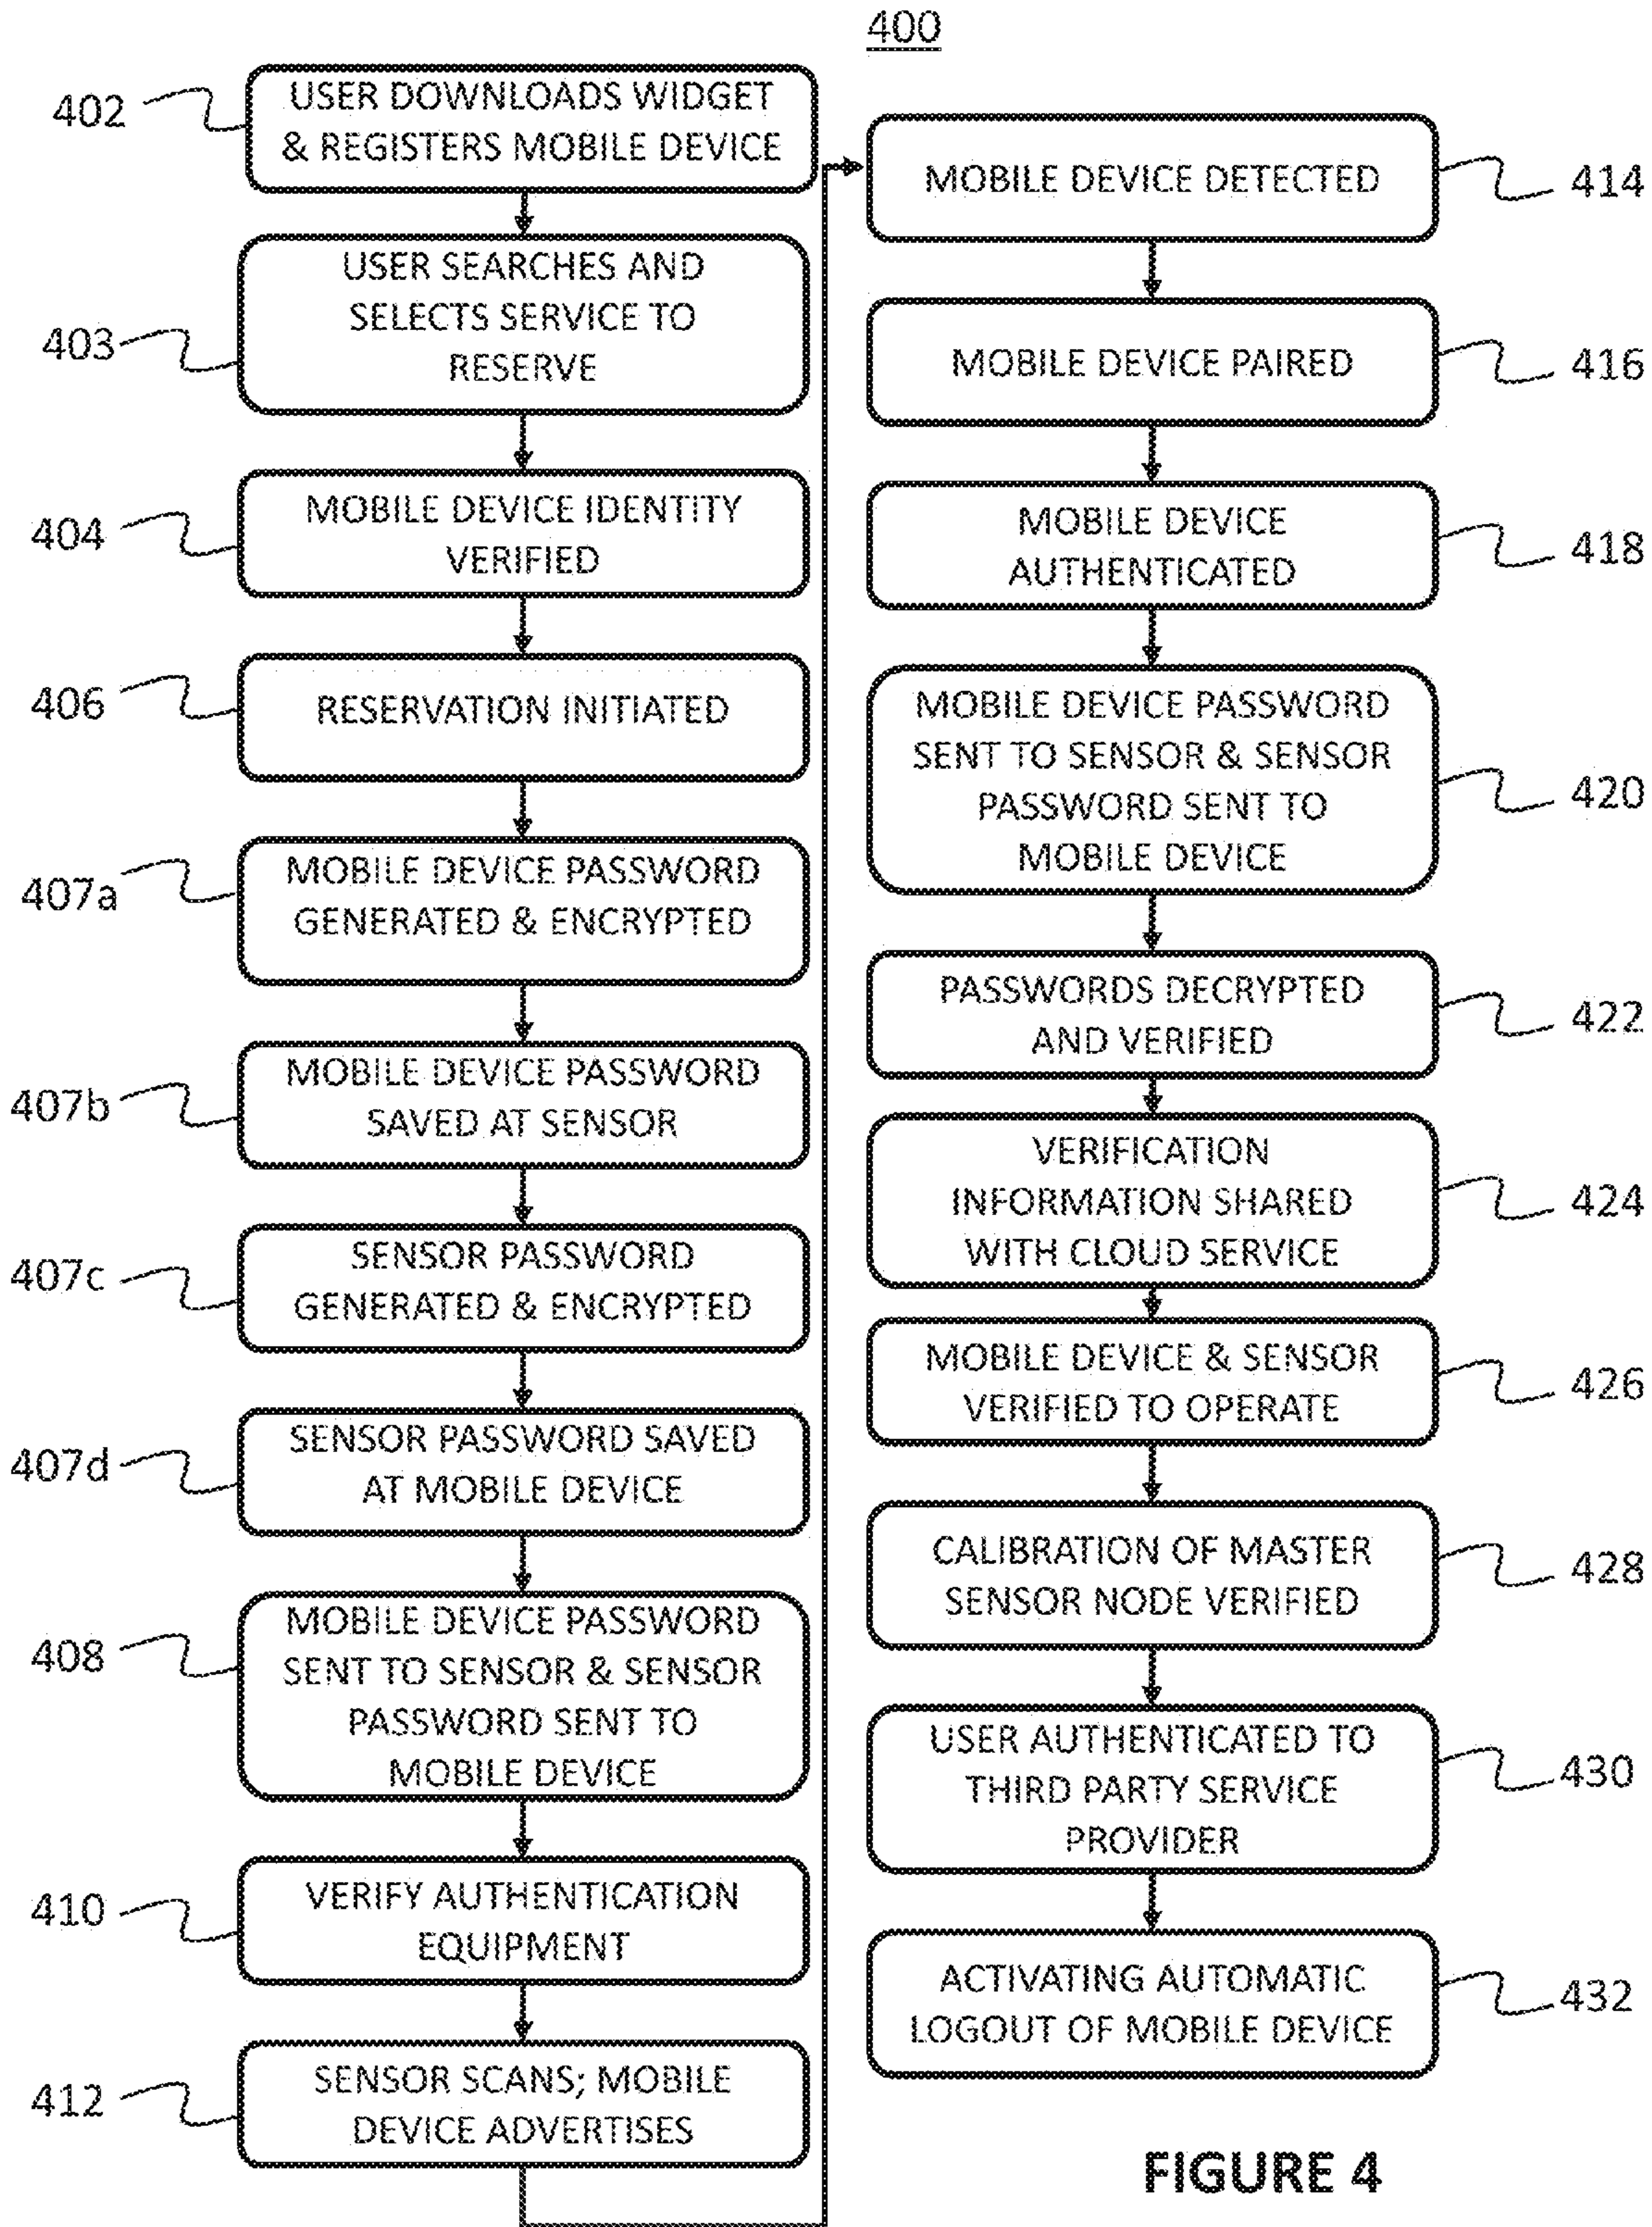 400
402
USER DOWNLOADS WIDGET
& REGISTERS MOBILE DEVICE
403
USER SEARCHES AND
SELECTS SERVICE TO
RESERVE
404
MOBILE DEVICE IDENTITY
VERIFIED
406
RESERVATION INITIATED
407a
MOBILE DEVICE PASSWORD
GENERATED & ENCRYPTED
407b
MOBILE DEVICE PASSWORD
SAVED AT SENSOR
407c
SENSOR PASSWORD
GENERATED & ENCRYPTED
407d
SENSOR PASSWORD SAVED
AT MOBILE DEVICE
408
MOBILE DEVICE PASSWORD
SENT TO SENSOR & SENSOR
PASSWORD SENT TO
MOBILE DEVICE
410
VERIFY AUTHENTICATION
EQUIPMENT
412
SENSOR SCANS; MOBILE
DEVICE ADVERTISES
MOBILE DEVICE DETECTED
414
MOBILE DEVICE PAIRED
416
MOBILE DEVICE
AUTHENTICATED
418
MOBILE DEVICE PASSWORD
SENT TO SENSOR & SENSOR
PASSWORD SENT TO
MOBILE DEVICE
420
PASSWORDS DECRYPTED
AND VERIFIED
422
VERIFICATION
INFORMATION SHARED
WITH CLOUD SERVICE
424
MOBILE DEVICE & SENSOR
VERIFIED TO OPERATE
426
CALIBRATION OF MASTER
SENSOR NODE VERIFIED
428
USER AUTHENTICATED TO
THIRD PARTY SERVICE
PROVIDER
430
ACTIVATING AUTOMATIC
LOGOUT OF MOBILE DEVICE
432
FIGURE 4